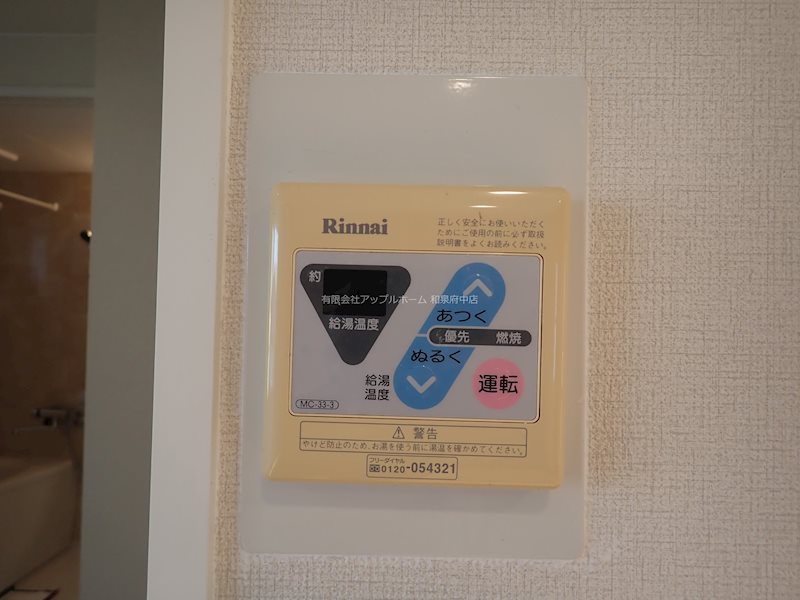 Rinnai
正しく安全にお使いいただく
ためにご使用の前に必ず取扱
説明書をよくお読みください。
約
給湯温度
有限会社アップルホーム 和泉府中店
あつく
優先 燃焼
ぬるく
給湯
温度
運転
MC-33-3
⚠ 警告
やけど防止のため、お湯を使う前に湯温を確かめてください。
フリーダイヤル
0120-054321